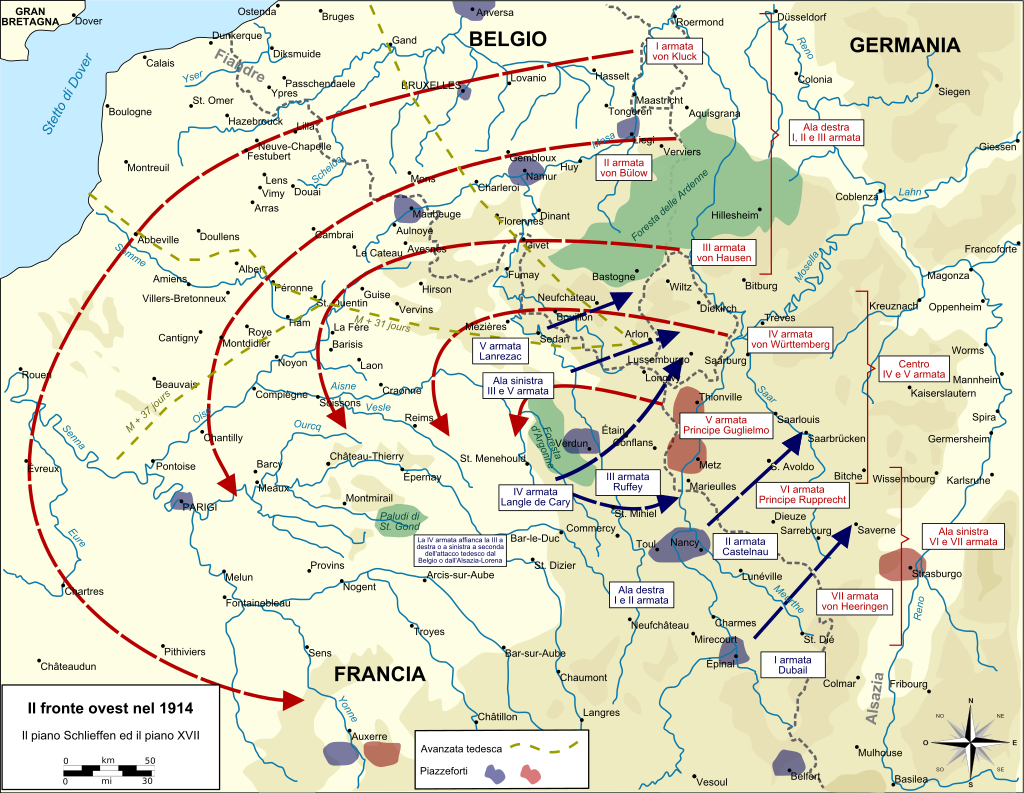 GRAN
BRETAGNA
Dover
Ostenda
Bruges
Anversa
Roermond
Düsseldorf
Dunkerque
Gand
BELGIO
I armata
von Kluck
Reno
GERMANIA
Calais
Fiandre
Diksmuide
Stetto di Dover
Yser
Passchendaele
BRUXELLES
Lovanio
Hasselt
Colonia
Siegen
St. Omer
Ypres
Maastricht
Boulogne
Tongeren
Aquisgrana
Hazebrouck
Lilla
Ala destra
I, II e III armata
Neuve-Chapelle
Festubert
Mosa
Liegi
Giessen
Montreuil
Schelda
Gembloux
II armata
von Bülow
Verviers
Lens
Douai
Vimy
Mons
Charleroi
Namur
Huy
Coblenza
Lahn
Arras
Maubeuge
Florennes
Dinant
Foresta delle Ardenne
Hillesheim
Abbeville
Doullens
Cambrai
Aulnoye
Le Cateau
Avesnes
Givet
III armata
von Hausen
Mosella
Francoforte
Somme
Albert
Fumay
Bastogne
Magonza
Amiens
Péronne
Guise
Hirson
Wiltz
Bitburg
Villers-Bretonneux
St. Quentin
Vervins
Neufchâteau
Diekirch
Kreuznach
Oppenheim
Ham
M + 31 jours
Mezières
Bouillon
Treves
Cantigny
Roye
Montdidier
La Fère
Barisis
Sedan
Arlon
IV armata
von Württemberg
V armata
Lanrezac
Lussemburgo
Saarburg
Worms
Noyon
Laon
Centro
IV e V armata
Rouen
Beauvais
Aisne
Craonne
Ala sinistra
III e V armata
Longwy
Mannheim
Compiègne
Soissons
Vesle
Thionville
Saar
Kaiserslautern
M + 37 jours
Oise
Reims
Ourcq
V armata
Principe Guglielmo
Saarlouis
Spira
Senna
Chantilly
Foresta
d'Argonne
Verdun
Étain
Conflans
Saarbrücken
Germersheim
Evreux
Pontoise
Barcy
Château-Thierry
St. Menehould
Metz
S. Avoldo
Bitche
Wissembourg
Karlsruhe
Meaux
Épernay
III armata
Ruffey
Marieulles
PARIGI
Montmirail
IV armata
Langle de Cary
VI armata
Principe Rupprecht
Paludi di
St. Gond
St. Mihiel
Dieuze
Sarrebourg
Saverne
Eure
La IV armata affianca la III a
destra o a sinistra a seconda
dell'attacco tedesco dal
Belgio o dall'Alsazia-Lorena
Bar-le-Duc
Commercy
Toul
Nancy
II armata
Castelnau
Ala sinistra
VI e VII armata
Provins
St. Dizier
Melun
Arcis-sur-Aube
Lunéville
Strasburgo
Chartres
Nogent
Ala destra
I e II armata
Meurthe
VII armata
von Heeringen
Fontainebleau
Reno
Troyes
Neufchâteau
Charmes
Mirecourt
St. Dié
Pithiviers
Sens
Bar-sur-Aube
Épinal
I armata
Dubail
Châteaudun
FRANCIA
Chaumont
Colmar
Fribourg
Alsazia
Il fronte ovest nel 1914
Yonne
Châtillon
Langres
Il piano Schlieffen ed il piano XVII
Auxerre
N
NO
NE
O
E
SO
SE
S
0 km 50
0 mi 30
Avanzata tedesca
Piazzeforti
Mulhouse
Vesoul
Belfort
Basilea